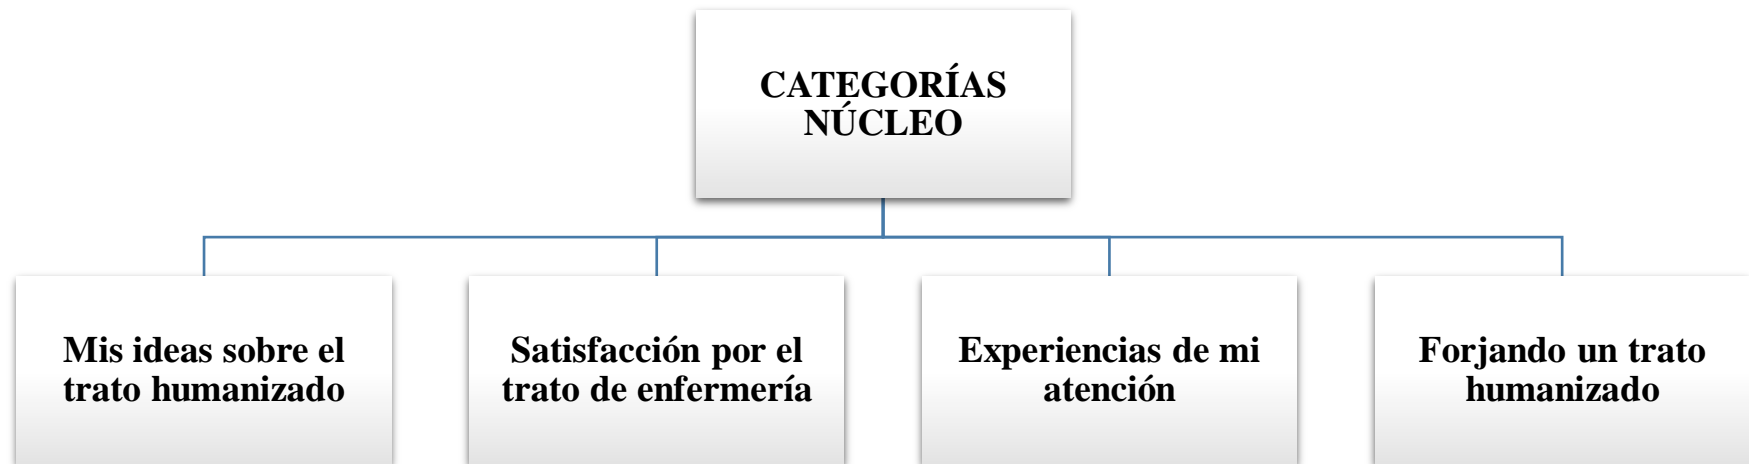 CATEGORÍAS
NÚCLEO
Mis ideas sobre el
trato humanizado
Satisfacción por el
trato de enfermería
Experiencias de mi
atención
Forjando un trato
humanizado